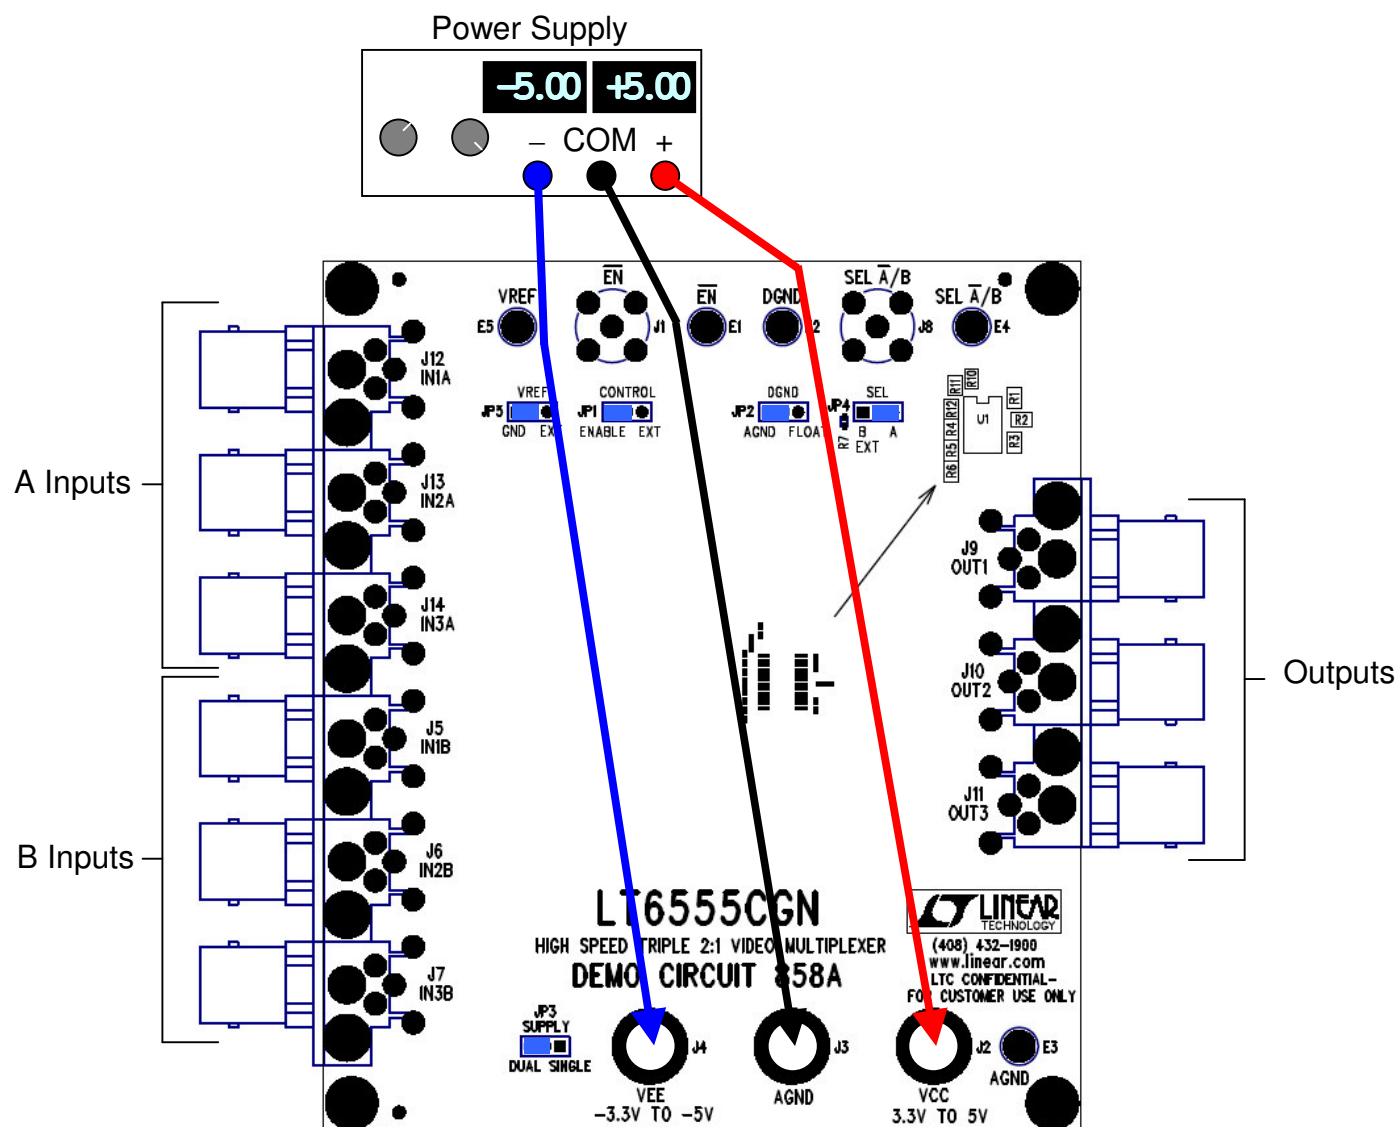 Power Supply
-5.00 +5.00
− COM +
VREF
E5
EN
J1
EN
E1
DGND
2
SEL A/B
J8
SEL A/B
E4
VREF
JP5
GND EXT
CONTROL
JP1
ENABLE EXT
DGND
JP2
AGND FLOAT
SEL
JP4
B A
EXT
R7
R11
R10
R12
R4
R5
R6
U1
R1
R2
R3
A Inputs
J12
IN1A
J13
IN2A
J14
IN3A
B Inputs
J5
IN1B
J6
IN2B
J7
IN3B
J9
OUT1
J10
OUT2
J11
OUT3
Outputs
LT6555CGN
HIGH SPEED TRIPLE 2:1 VIDEO MULTIPLEXER
DEMO CIRCUIT 858A
LINEAR
TECHNOLOGY
(408) 432-1900
www.linear.com
LTC CONFIDENTIAL-
FOR CUSTOMER USE ONLY
JP3
SUPPLY
DUAL SINGLE
J4
VEE
-3.3V TO -5V
J3
AGND
J2
VCC
3.3V TO 5V
E3
AGND